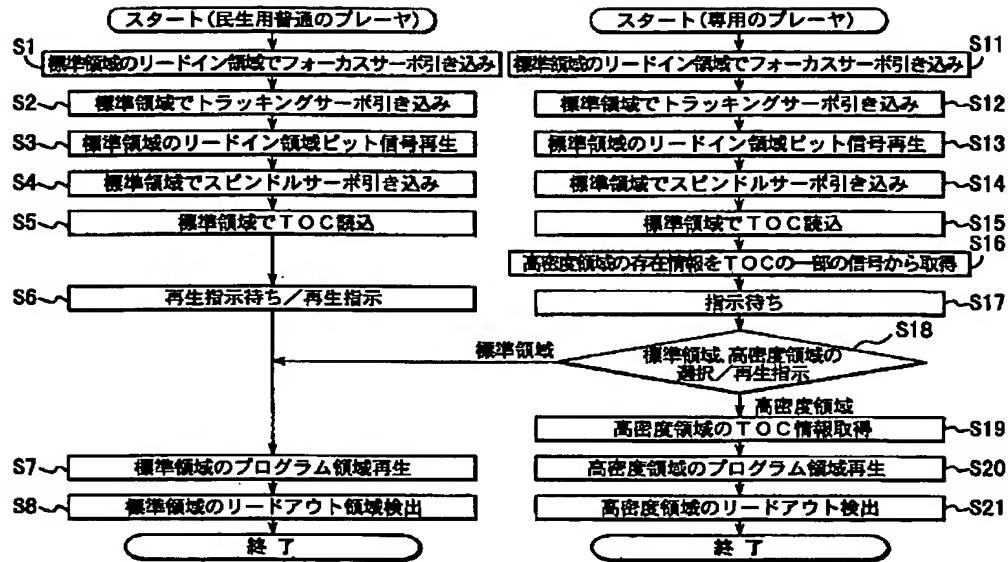 スタート(民生用普通のプレーヤ)
S1
標準領域のリードイン領域でフォーカスサーボ引き込み
S2
標準領域でトラッキングサーボ引き込み
S3
標準領域のリードイン領域ピット信号再生
S4
標準領域でスピンドルサーボ引き込み
S5
標準領域でTOC読込
S6
再生指示待ち/再生指示
S7
標準領域のプログラム領域再生
S8
標準領域のリードアウト領域検出
終了
スタート(専用のプレーヤ)
S11
標準領域のリードイン領域でフォーカスサーボ引き込み
標準領域でトラッキングサーボ引き込み
S12
標準領域のリードイン領域ピット信号再生
S13
標準領域でスピンドルサーボ引き込み
S14
標準領域でTOC読込
S15
S16
高密度領域の存在情報をTOCの一部の信号から取得
指示待ち
S17
S18
標準領域
標準領域、高密度領域の
選択/再生指示
高密度領域
高密度領域のTOC情報取得
S19
高密度領域のプログラム領域再生
S20
高密度領域のリードアウト検出
S21
終了